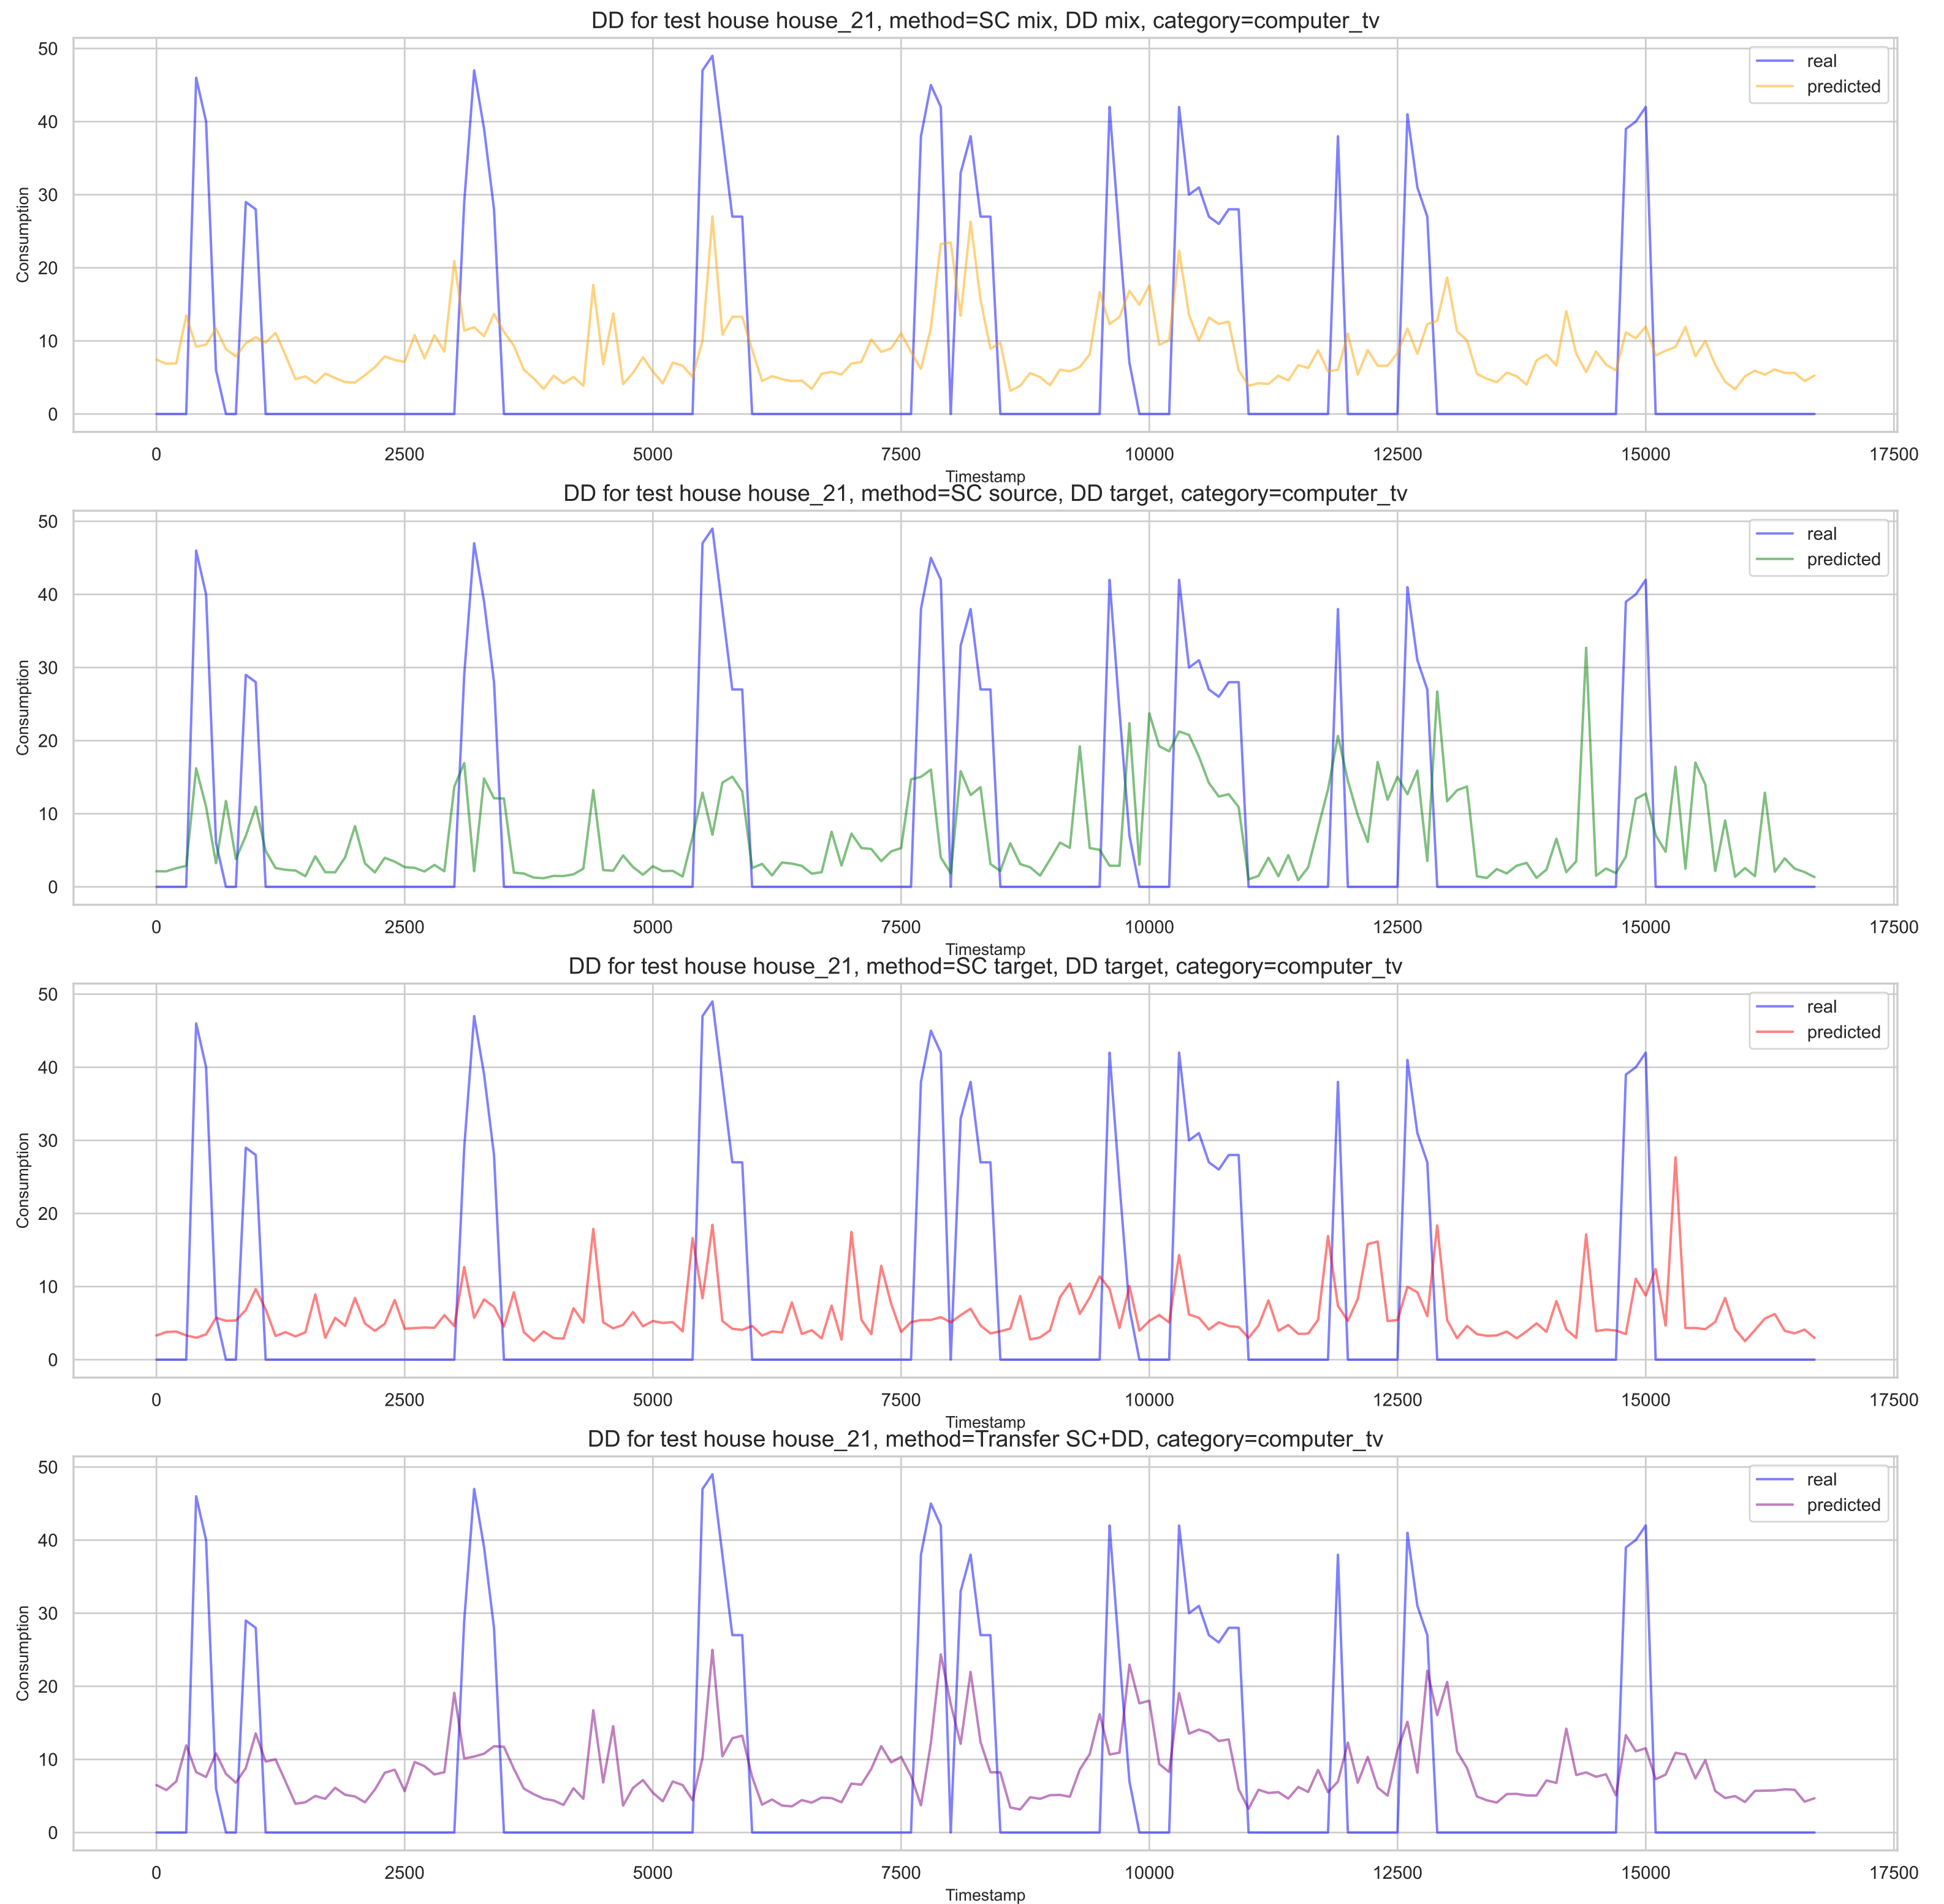 DD for test house house_21, method=SC mix, DD mix, category=computer_tv
50
40
30
20
10
0
Consumption
real
predicted
0 2500 5000 7500 10000 12500 15000 17500
Timestamp
DD for test house house_21, method=SC source, DD target, category=computer_tv
50
40
30
20
10
0
Consumption
real
predicted
0 2500 5000 7500 10000 12500 15000 17500
Timestamp
DD for test house house_21, method=SC target, DD target, category=computer_tv
50
40
30
20
10
0
Consumption
real
predicted
0 2500 5000 7500 10000 12500 15000 17500
Timestamp
DD for test house house_21, method=Transfer SC+DD, category=computer_tv
50
40
30
20
10
0
Consumption
real
predicted
0 2500 5000 7500 10000 12500 15000 17500
Timestamp